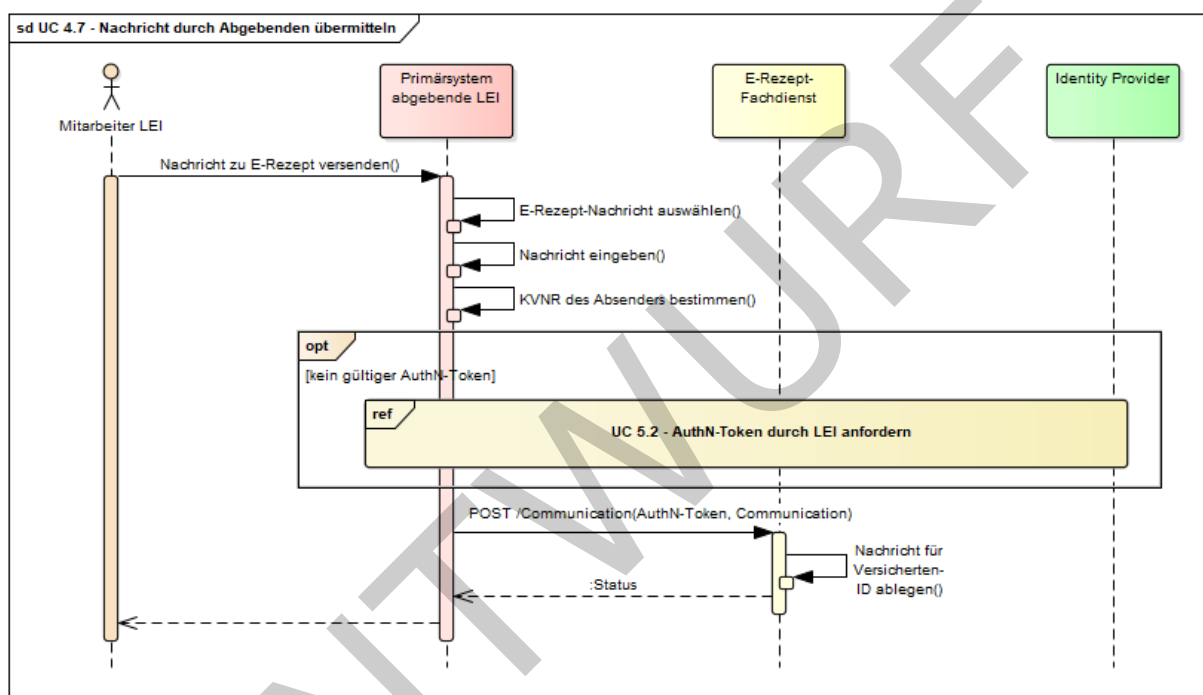 sd UC 4.7 - Nachricht durch Abgebenden übermitteln
Mitarbeiter LEI
Primärsystem
abgebende LEI
E-Rezept-
Fachdienst
Identity Provider
Nachricht zu E-Rezept versenden()
E-Rezept-Nachricht auswählen()
Nachricht eingeben()
KVNR des Absenders bestimmen()
opt
[kein gültiger AuthN-Token]
ref
UC 5.2 - AuthN-Token durch LEI anfordern
POST /Communication(AuthN-Token, Communication)
Nachricht für
Versicherten-
ID ablegen()
:Status
ENTWURF